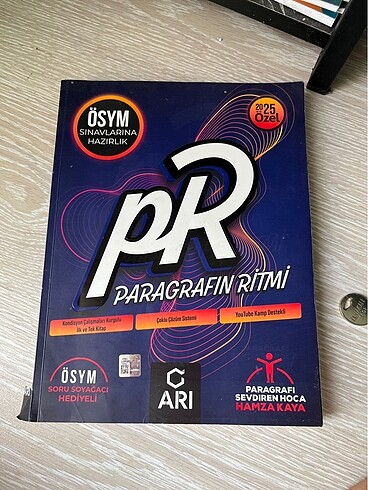 ÖSYM
SINAVLARINA
HAZIRLIK
2025
Özel
PR
PARAGRAFIN RİTMİ
Kondisyon Çalışmaları Kurgulu
İlk ve Tek Kitap
Çoklu Çözüm Sistemi
YouTube Kamp Destekli
ÖSYM
SORU SOYAĞACI
HEDİYELİ
ARI
PARAGRAFI
SEVDİREN HOCA
HAMZA KAYA